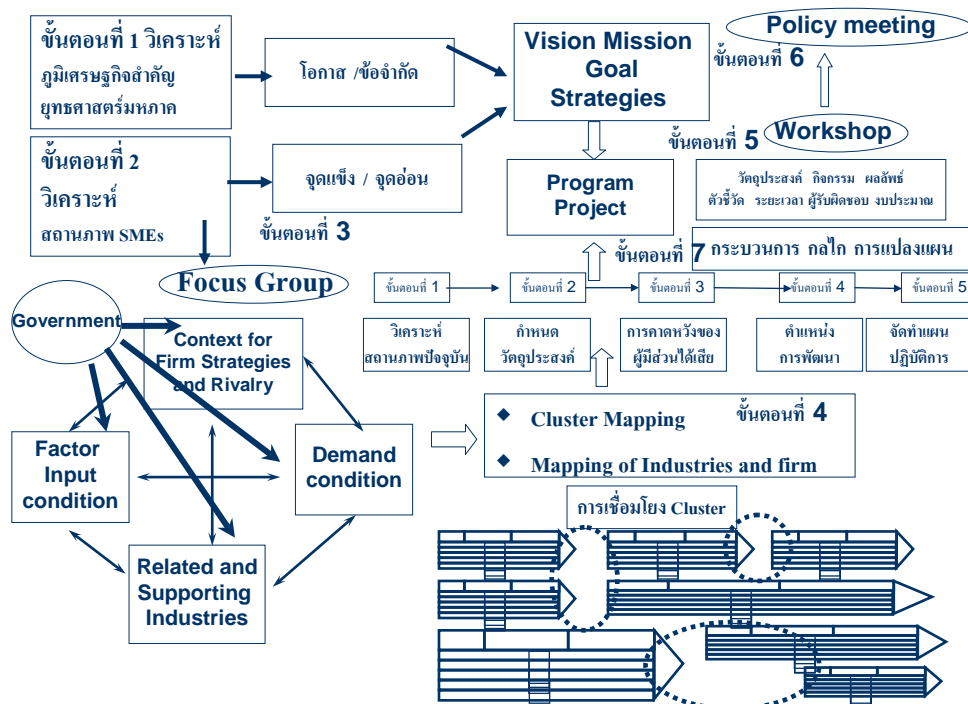 ขั้นตอนที่ 1 วิเคราะห์
ภูมิเศรษฐกิจสำคัญ
ยุทธศาสตร์มหภาค
โอกาส /ข้อจำกัด
Vision Mission
Goal
Strategies
Policy meeting
ขั้นตอนที่ 6
ขั้นตอนที่ 2
วิเคราะห์
สถานภาพ SMEs
จุดแข็ง / จุดอ่อน
ขั้นตอนที่ 3
ขั้นตอนที่ 5
Workshop
Program
Project
วัตถุประสงค์ กิจกรรม ผลลัพธ์
ตัวชี้วัด ระยะเวลา ผู้รับผิดชอบ งบประมาณ
ขั้นตอนที่ 7
กระบวนการ กลไก การแปลงแผน
Focus Group
ขั้นตอนที่ 1
ขั้นตอนที่ 2
ขั้นตอนที่ 3
ขั้นตอนที่ 4
ขั้นตอนที่ 5
วิเคราะห์
สถานภาพปัจจุบัน
กำหนด
วัตถุประสงค์
การคาดหวังของ
ผู้มีส่วนได้เสีย
ตำแหน่ง
การพัฒนา
จัดทำแผน
ปฏิบัติการ
Government
Context for
Firm Strategies
and Rivalry
Factor
Input
condition
Demand
condition
Related and
Supporting
Industries
❖ Cluster Mapping
ขั้นตอนที่ 4
❖ Mapping of Industries and firm
การเชื่อมโยง Cluster